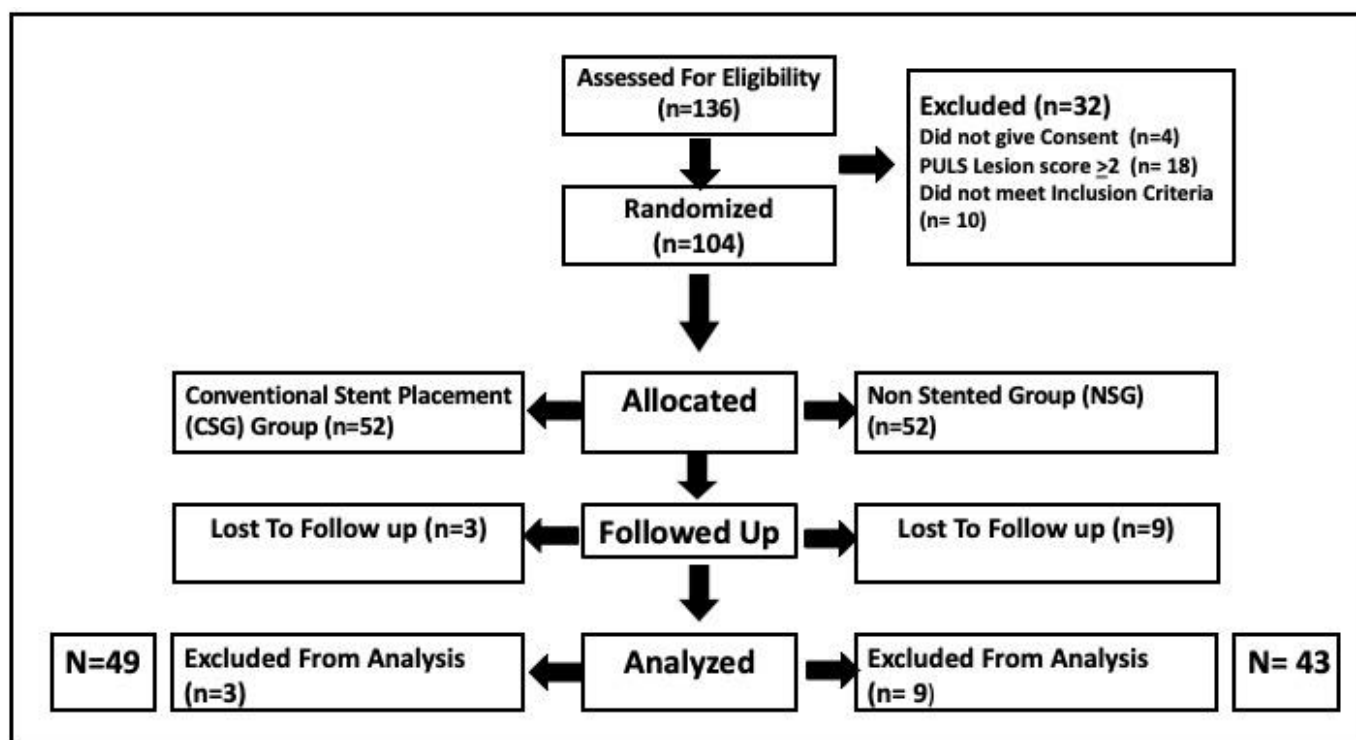 Assessed For Eligibility
(n=136)
Excluded (n=32)
Did not give Consent (n=4)
PULS Lesion score ≥2 (n= 18)
Did not meet Inclusion Criteria
(n= 10)
Randomized
(n=104)
Conventional Stent Placement
(CSG) Group (n=52)
Allocated
Non Stented Group (NSG)
(n=52)
Lost To Follow up (n=3)
Followed Up
Lost To Follow up (n=9)
N=49
Excluded From Analysis
(n=3)
Analyzed
Excluded From Analysis
(n= 9)
N= 43